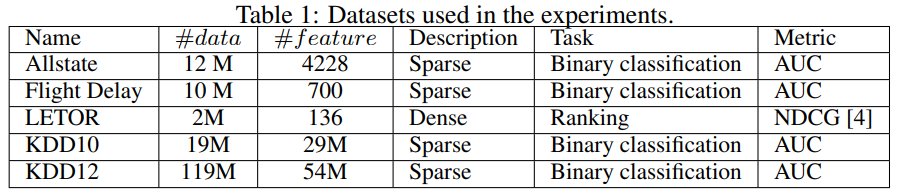 Table 1: Datasets used in the experiments.
Name #data #feature Description Task Metric
Allstate 12 M 4228 Sparse Binary classification AUC
Flight Delay 10 M 700 Sparse Binary classification AUC
LETOR 2M 136 Dense Ranking NDCG [4]
KDD10 19M 29M Sparse Binary classification AUC
KDD12 119M 54M Sparse Binary classification AUC